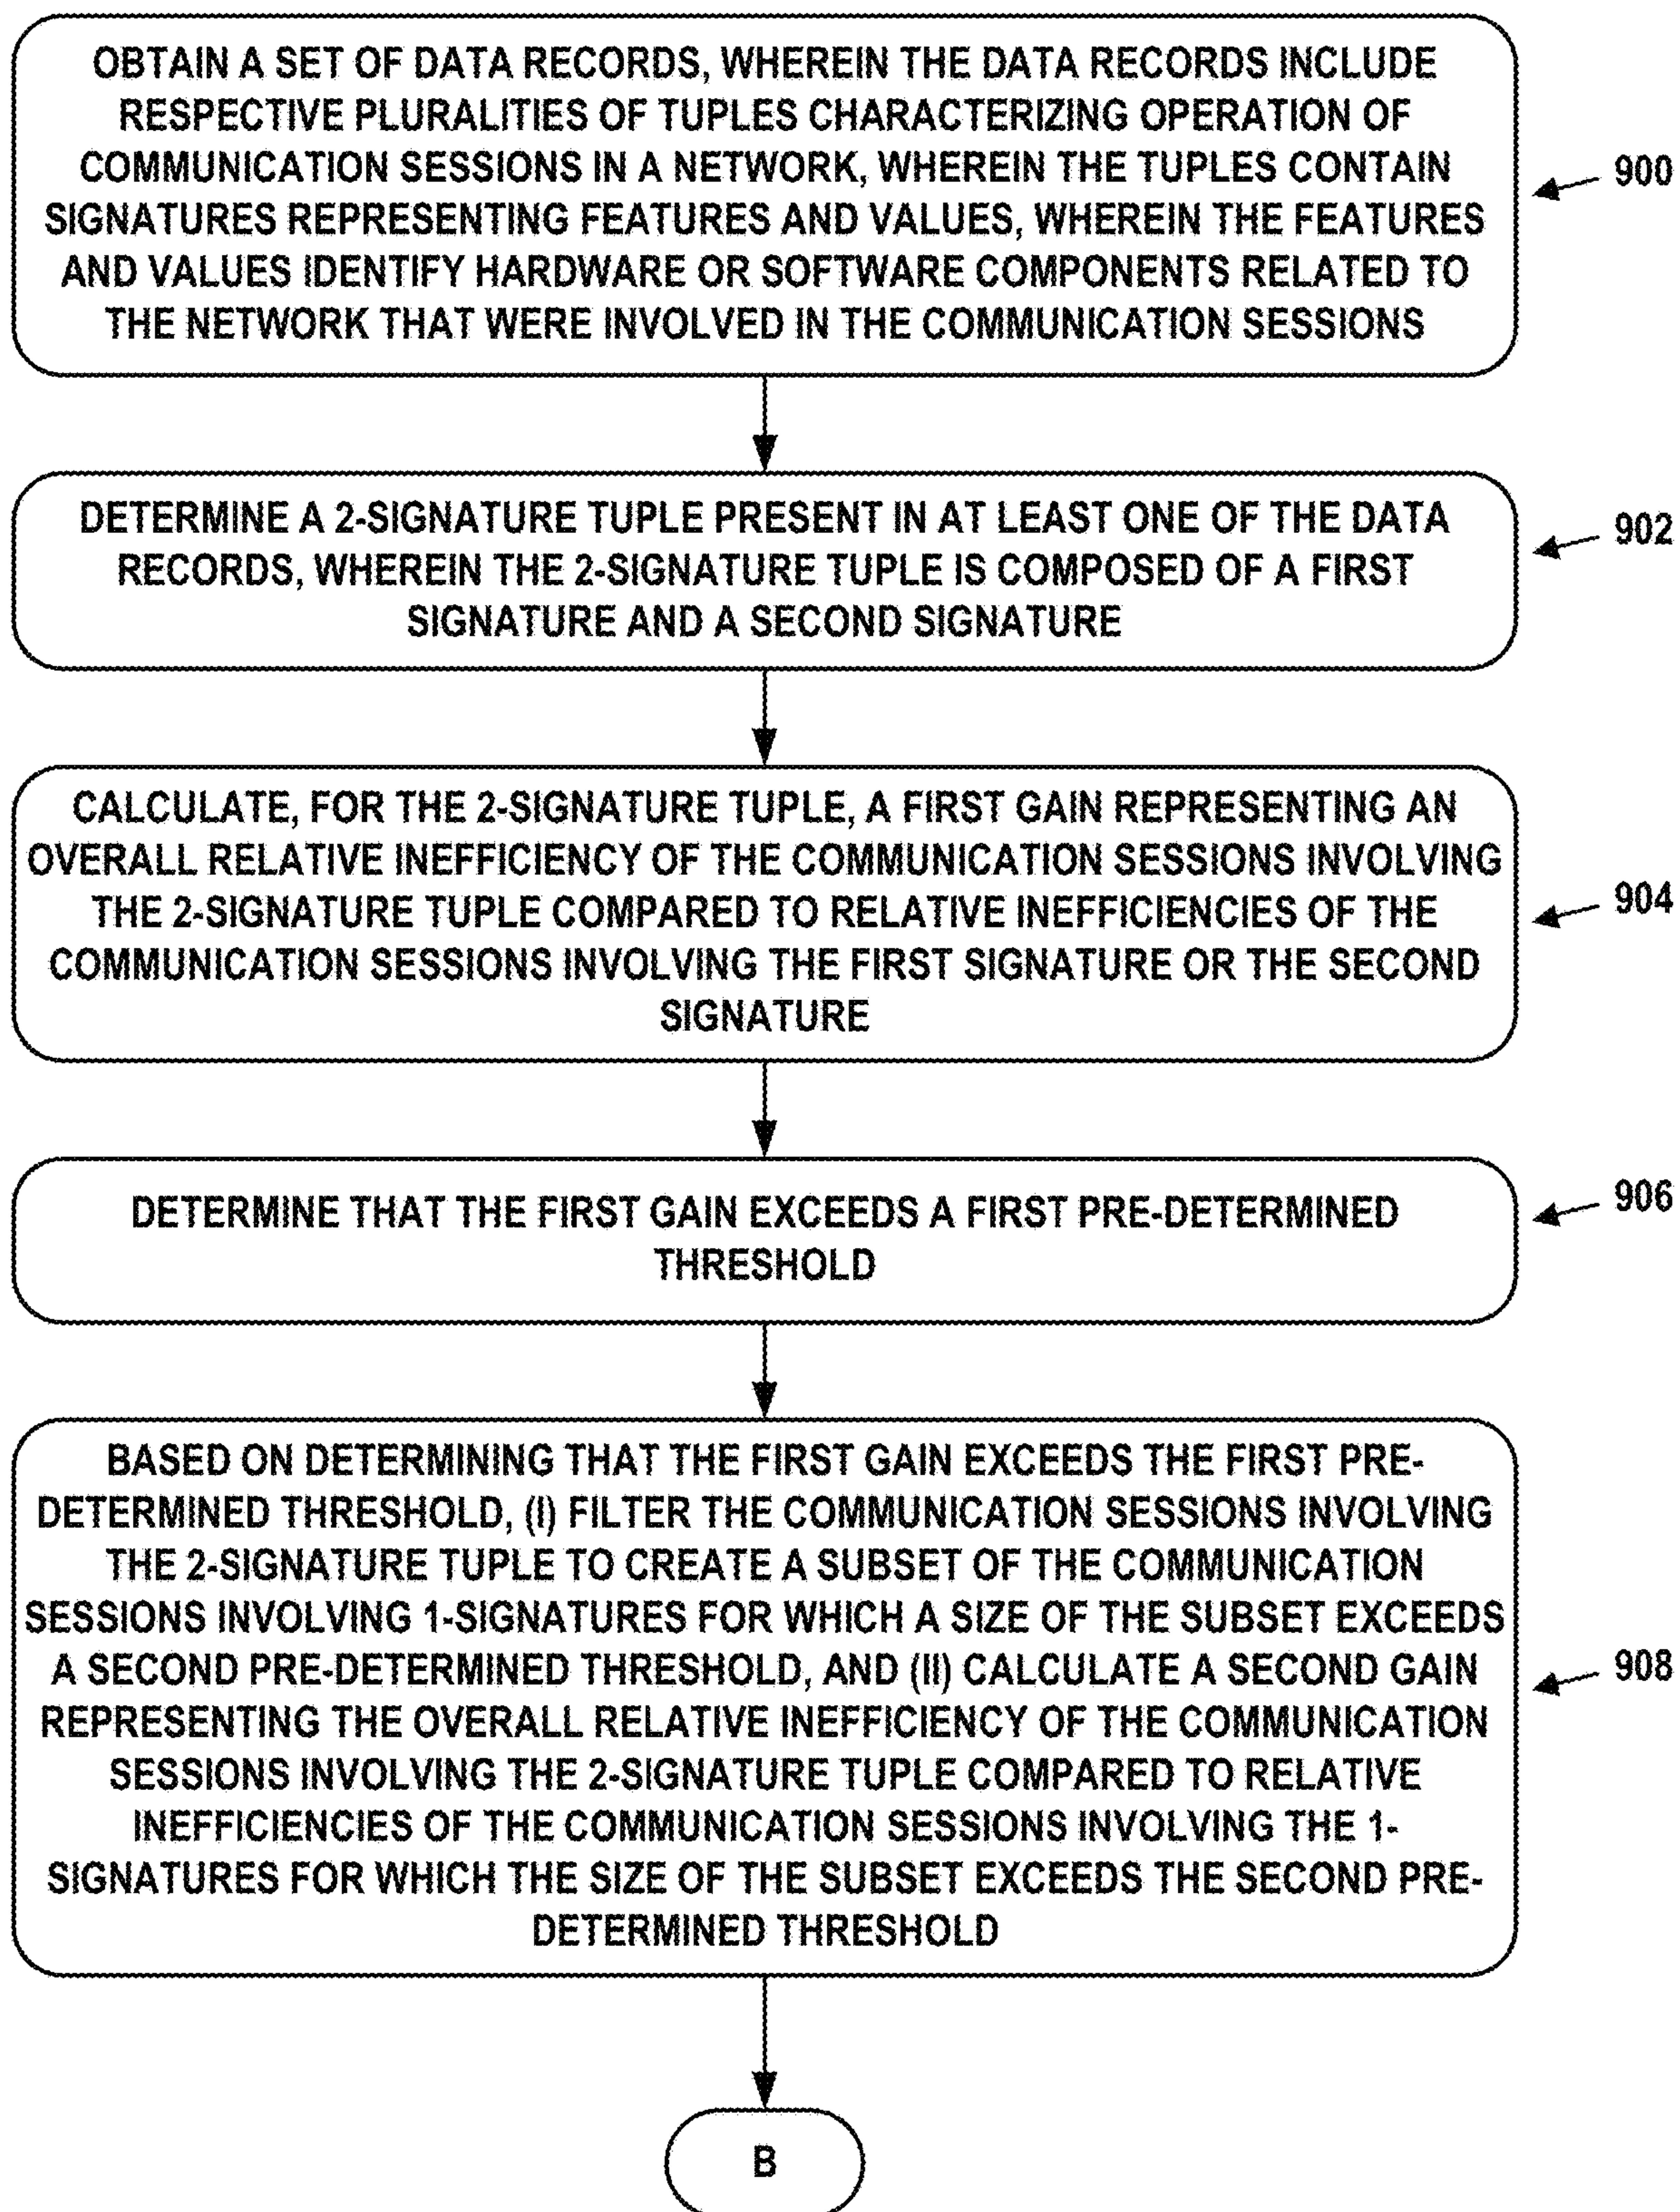 OBTAIN A SET OF DATA RECORDS, WHEREIN THE DATA RECORDS INCLUDE
RESPECTIVE PLURALITIES OF TUPLES CHARACTERIZING OPERATION OF
COMMUNICATION SESSIONS IN A NETWORK, WHEREIN THE TUPLES CONTAIN
SIGNATURES REPRESENTING FEATURES AND VALUES, WHEREIN THE FEATURES
AND VALUES IDENTIFY HARDWARE OR SOFTWARE COMPONENTS RELATED TO
THE NETWORK THAT WERE INVOLVED IN THE COMMUNICATION SESSIONS
900
DETERMINE A 2-SIGNATURE TUPLE PRESENT IN AT LEAST ONE OF THE DATA
RECORDS, WHEREIN THE 2-SIGNATURE TUPLE IS COMPOSED OF A FIRST
SIGNATURE AND A SECOND SIGNATURE
902
CALCULATE, FOR THE 2-SIGNATURE TUPLE, A FIRST GAIN REPRESENTING AN
OVERALL RELATIVE INEFFICIENCY OF THE COMMUNICATION SESSIONS INVOLVING
THE 2-SIGNATURE TUPLE COMPARED TO RELATIVE INEFFICIENCIES OF THE
COMMUNICATION SESSIONS INVOLVING THE FIRST SIGNATURE OR THE SECOND
SIGNATURE
904
DETERMINE THAT THE FIRST GAIN EXCEEDS A FIRST PRE-DETERMINED
THRESHOLD
906
BASED ON DETERMINING THAT THE FIRST GAIN EXCEEDS THE FIRST PRE-
DETERMINED THRESHOLD, (I) FILTER THE COMMUNICATION SESSIONS INVOLVING
THE 2-SIGNATURE TUPLE TO CREATE A SUBSET OF THE COMMUNICATION
SESSIONS INVOLVING 1-SIGNATURES FOR WHICH A SIZE OF THE SUBSET EXCEEDS
A SECOND PRE-DETERMINED THRESHOLD, AND (II) CALCULATE A SECOND GAIN
REPRESENTING THE OVERALL RELATIVE INEFFICIENCY OF THE COMMUNICATION
SESSIONS INVOLVING THE 2-SIGNATURE TUPLE COMPARED TO RELATIVE
INEFFICIENCIES OF THE COMMUNICATION SESSIONS INVOLVING THE 1-
SIGNATURES FOR WHICH THE SIZE OF THE SUBSET EXCEEDS THE SECOND PRE-
DETERMINED THRESHOLD
908
B